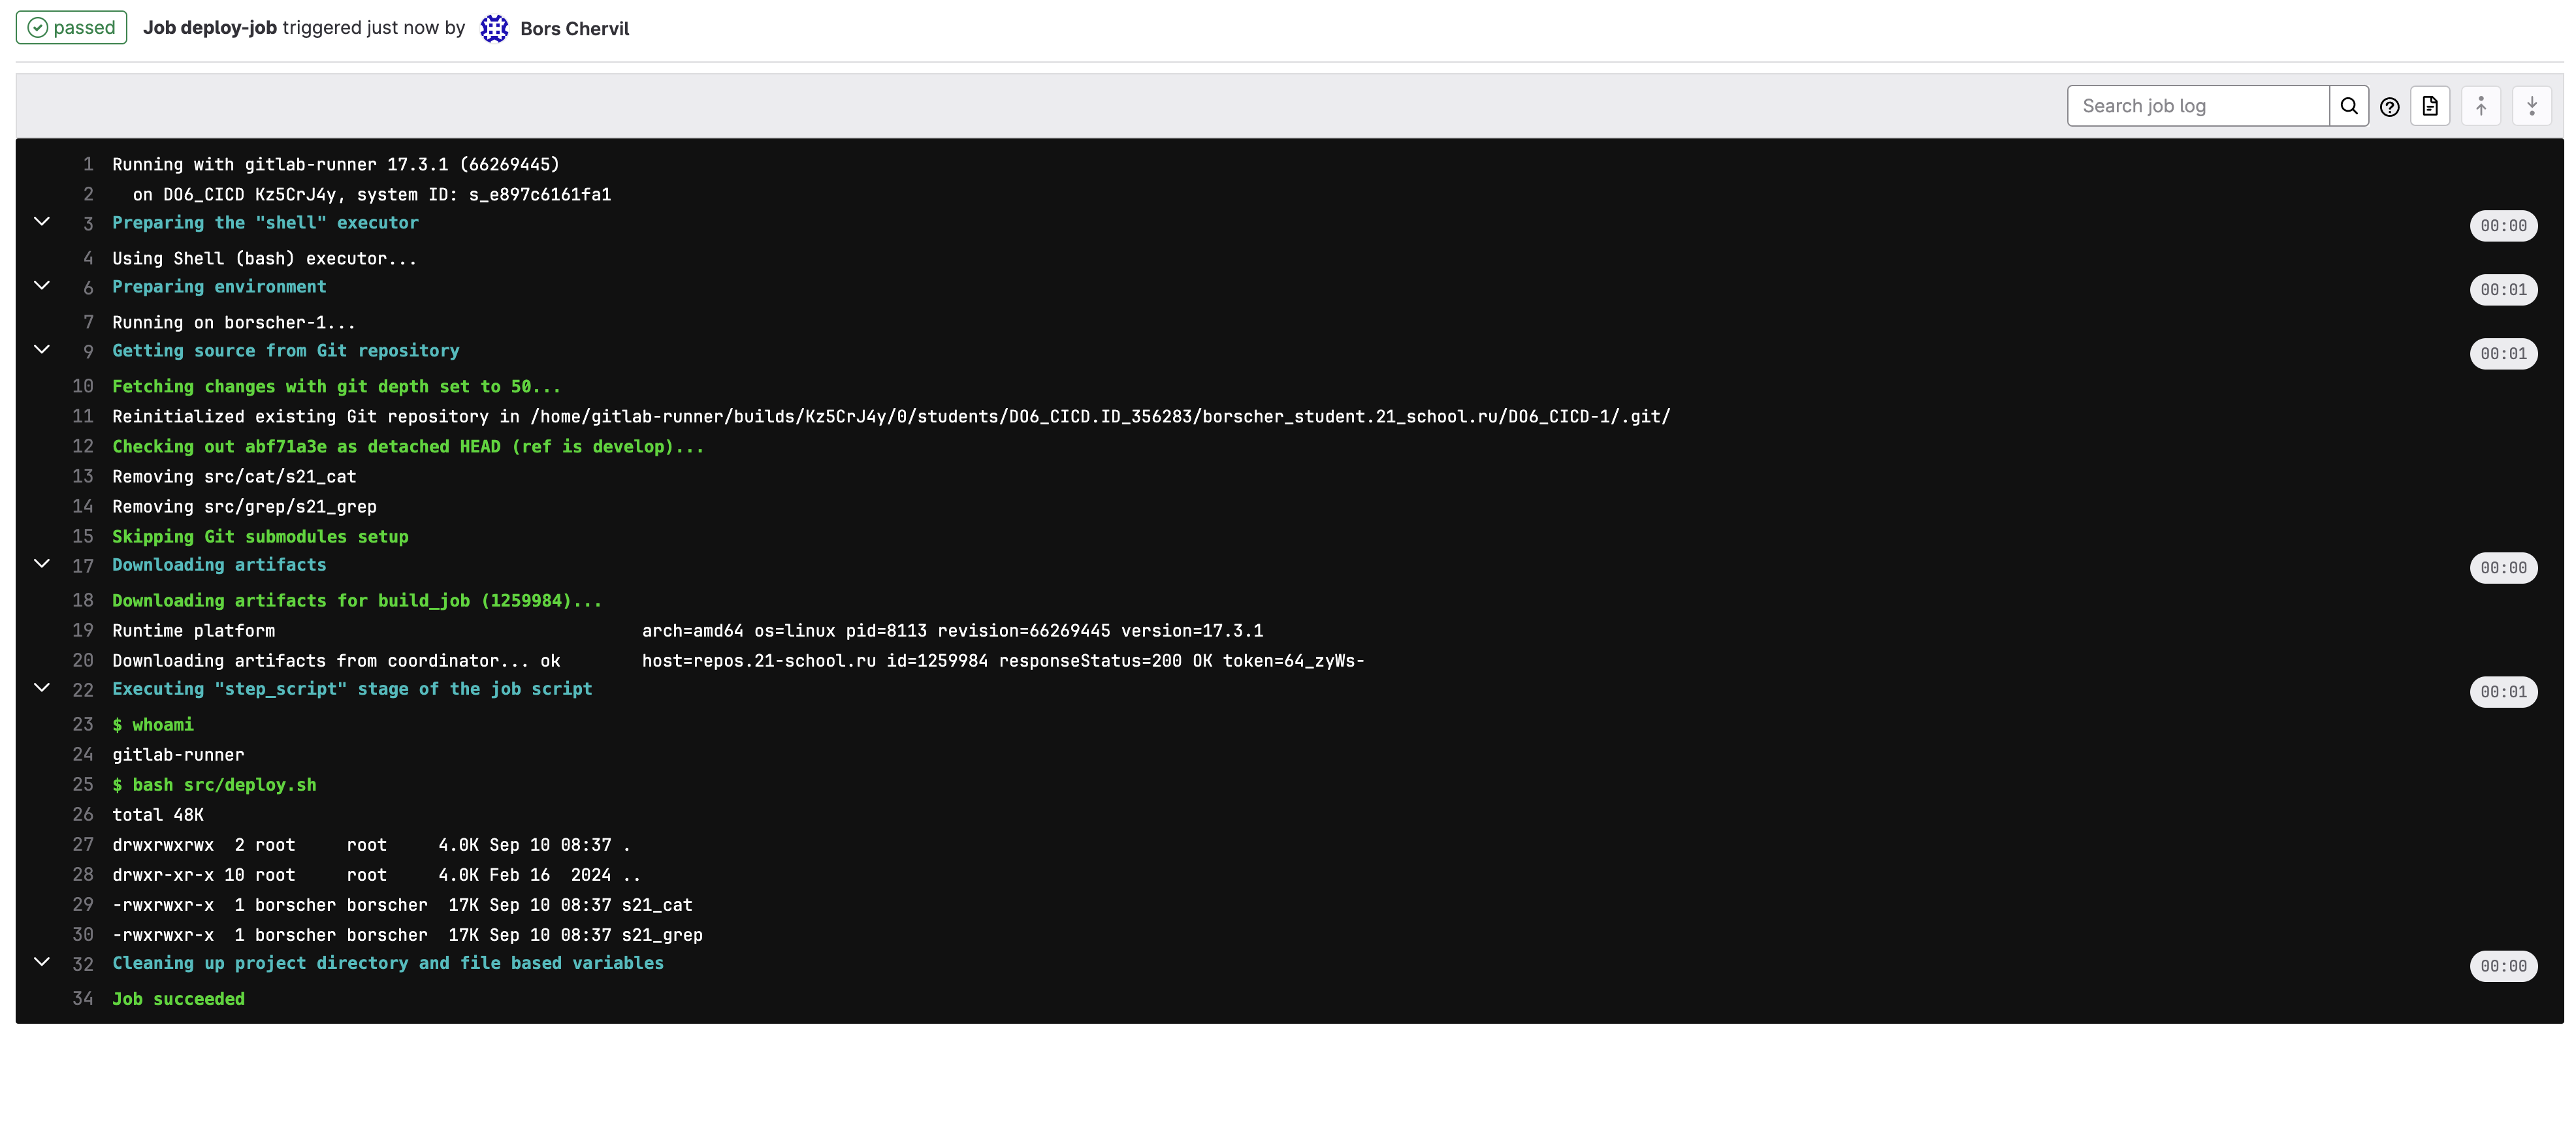 passed Job deploy-job triggered just now by Bors Chervil
Search job log
1 Running with gitlab-runner 17.3.1 (66269445)
2 on DO6_CICD Kz5CrJ4y, system ID: s_e897c6161fa1
3 Preparing the "shell" executor 00:00
4 Using Shell (bash) executor...
6 Preparing environment 00:01
7 Running on borscher-1...
9 Getting source from Git repository 00:01
10 Fetching changes with git depth set to 50...
11 Reinitialized existing Git repository in /home/gitlab-runner/builds/Kz5CrJ4y/0/students/DO6_CICD.ID_356283/borscher_student.21_school.ru/DO6_CICD-1/.git/
12 Checking out abf71a3e as detached HEAD (ref is develop)...
13 Removing src/cat/s21_cat
14 Removing src/grep/s21_grep
15 Skipping Git submodules setup
17 Downloading artifacts 00:00
18 Downloading artifacts for build_job (1259984)...
19 Runtime platform arch=amd64 os=linux pid=8113 revision=66269445 version=17.3.1
20 Downloading artifacts from coordinator... ok host=repos.21-school.ru id=1259984 responseStatus=200 OK token=64_zyWs-
22 Executing "step_script" stage of the job script 00:01
23 $ whoami
24 gitlab-runner
25 $ bash src/deploy.sh
26 total 48K
27 drwxrwxrwx 2 root root 4.0K Sep 10 08:37 .
28 drwxr-xr-x 10 root root 4.0K Feb 16 2024 ..
29 -rwxrwxr-x 1 borscher borscher 17K Sep 10 08:37 s21_cat
30 -rwxrwxr-x 1 borscher borscher 17K Sep 10 08:37 s21_grep
32 Cleaning up project directory and file based variables 00:00
34 Job succeeded